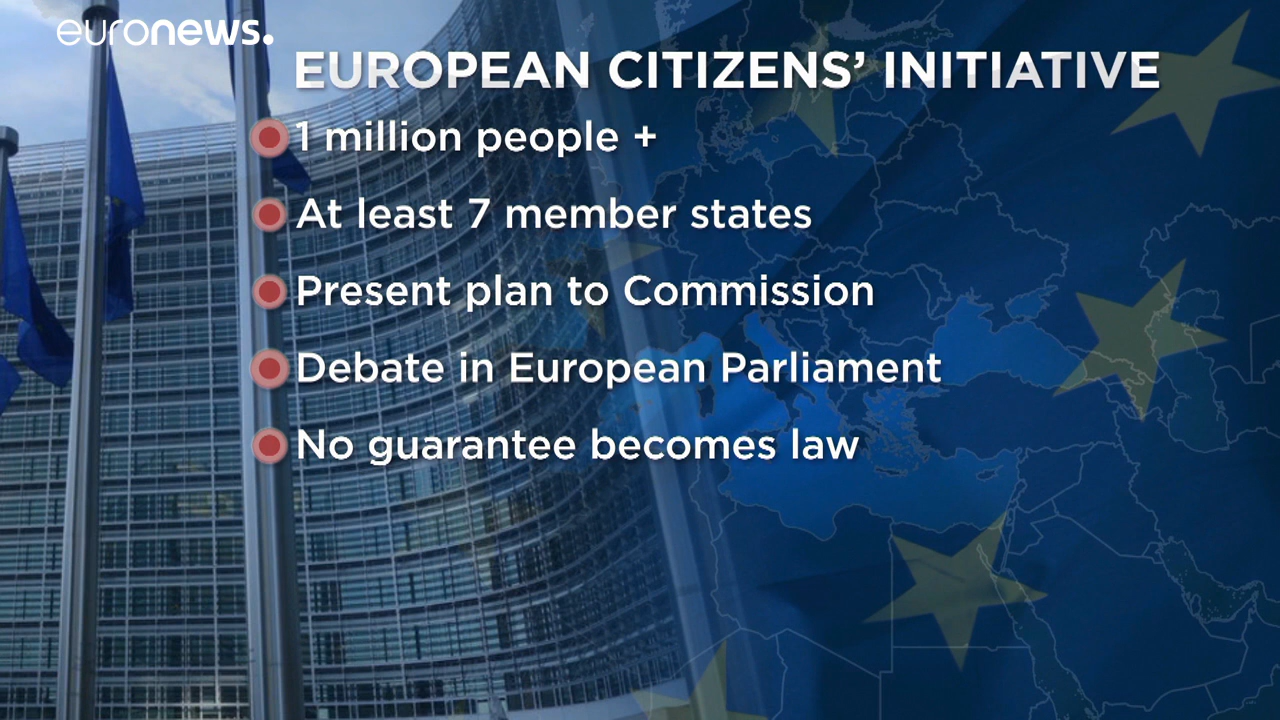 euronews.
EUROPEAN CITIZENS’ INITIATIVE
1 million people +
At least 7 member states
Present plan to Commission
Debate in European Parliament
No guarantee becomes law